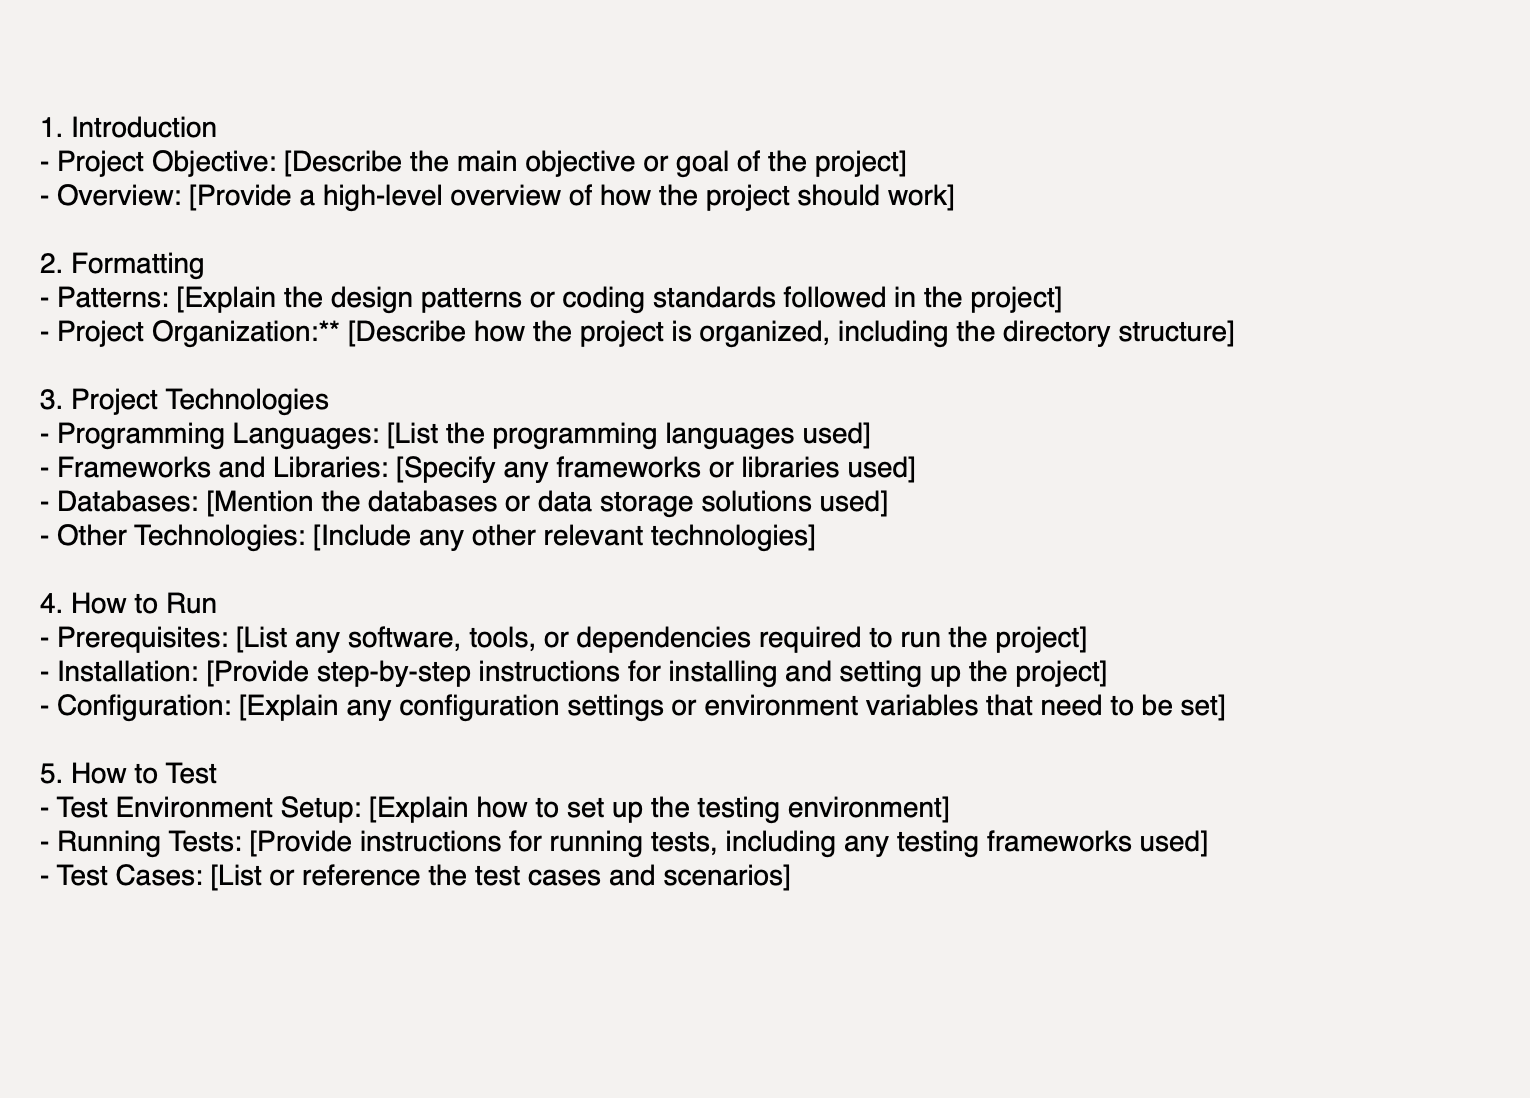 1. Introduction
- Project Objective: [Describe the main objective or goal of the project]
- Overview: [Provide a high-level overview of how the project should work]
2. Formatting
- Patterns: [Explain the design patterns or coding standards followed in the project]
- Project Organization:** [Describe how the project is organized, including the directory structure]
3. Project Technologies
- Programming Languages: [List the programming languages used]
- Frameworks and Libraries: [Specify any frameworks or libraries used]
- Databases: [Mention the databases or data storage solutions used]
- Other Technologies: [Include any other relevant technologies]
4. How to Run
- Prerequisites: [List any software, tools, or dependencies required to run the project]
- Installation: [Provide step-by-step instructions for installing and setting up the project]
- Configuration: [Explain any configuration settings or environment variables that need to be set]
5. How to Test
- Test Environment Setup: [Explain how to set up the testing environment]
- Running Tests: [Provide instructions for running tests, including any testing frameworks used]
- Test Cases: [List or reference the test cases and scenarios]